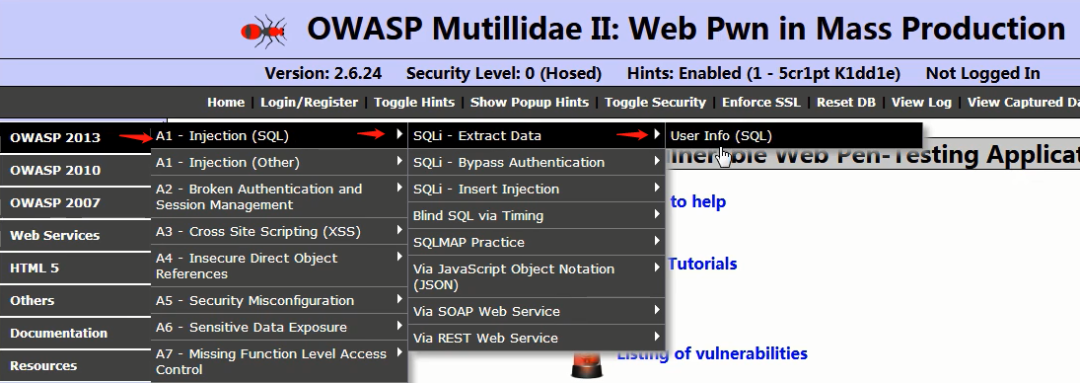 OWASP Mutillidae II: Web Pwn in Mass Production
Version: 2.6.24 Security Level: 0 (Hosed) Hints: Enabled (1 - 5cr1pt K1dd1e) Not Logged In
Home | Login/Register | Toggle Hints | Show Popup Hints | Toggle Security | Enforce SSL | Reset DB | View Log | View Captured Da
OWASP 2013
OWASP 2010
OWASP 2007
Web Services
HTML 5
Others
Documentation
Resources
A1 - Injection (SQL)
A1 - Injection (Other)
A2 - Broken Authentication and
Session Management
A3 - Cross Site Scripting (XSS)
A4 - Insecure Direct Object
References
A5 - Security Misconfiguration
A6 - Sensitive Data Exposure
A7 - Missing Function Level Access
Control
SQLi - Extract Data
SQLi - Bypass Authentication
SQLi - Insert Injection
Blind SQL via Timing
SQLMAP Practice
Via JavaScript Object Notation
(JSON)
Via SOAP Web Service
Via REST Web Service
User Info (SQL)
Web Pen-Testing Applicat
to help
Tutorials
Listing of vulnerabilities